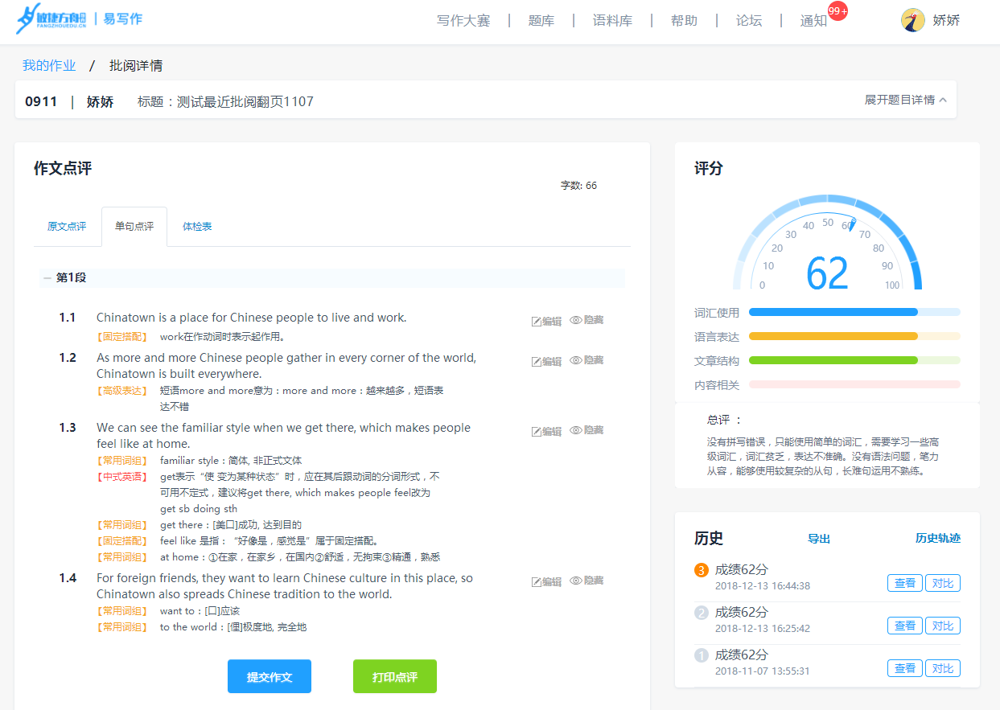 敏捷方舟 | 易写作
FANGZHOUEDU.CN
写作大赛 | 题库 | 语料库 | 帮助 | 论坛 | 通知 99+ 娇娇
我的作业 / 批阅详情
0911 | 娇娇 标题：测试最近批阅翻页1107 展开题目详情
作文点评
字数: 66
原文点评 单句点评 体检表
第1段
1.1 Chinatown is a place for Chinese people to live and work. 编辑 隐藏
【固定搭配】 work在作动词时表示起作用。
1.2 As more and more Chinese people gather in every corner of the world, 编辑 隐藏
Chinatown is built everywhere.
【高级表达】 短语more and more意为：more and more：越来越多，短语表
达不错
1.3 We can see the familiar style when we get there, which makes people 编辑 隐藏
feel like at home.
【常用词组】 familiar style：简体, 非正式文体
【中式英语】 get表示“使 变为某种状态”时，应在其后跟动词的分词形式，不
可用不定式，建议将get there, which makes people feel改为
get sb doing sth
【常用词组】 get there：[美口]成功, 达到目的
【固定搭配】 feel like 是指：“好像是，感觉是”属于固定搭配。
【常用词组】 at home：①在家，在家乡，在国内②舒适，无拘束③精通，熟悉
1.4 For foreign friends, they want to learn Chinese culture in this place, so 编辑 隐藏
Chinatown also spreads Chinese tradition to the world.
【常用词组】 want to：[口]应该
【常用词组】 to the world：[俚]极度地, 完全地
提交作文 打印点评
评分
0 10 20 30 40 50 60 70 80 90 100
62
词汇使用
语言表达
文章结构
内容相关
总评 ：
没有拼写错误，只能使用简单的词汇，需要学习一些高
级词汇，词汇贫乏，表达不准确。没有语法问题，笔力
从容，能够使用较复杂的从句，长难句运用不熟练。
历史 导出 历史轨迹
3 成绩62分
2018-12-13 16:44:38 查看 对比
2 成绩62分
2018-12-13 16:25:42 查看 对比
1 成绩62分
2018-11-07 13:55:31 查看 对比